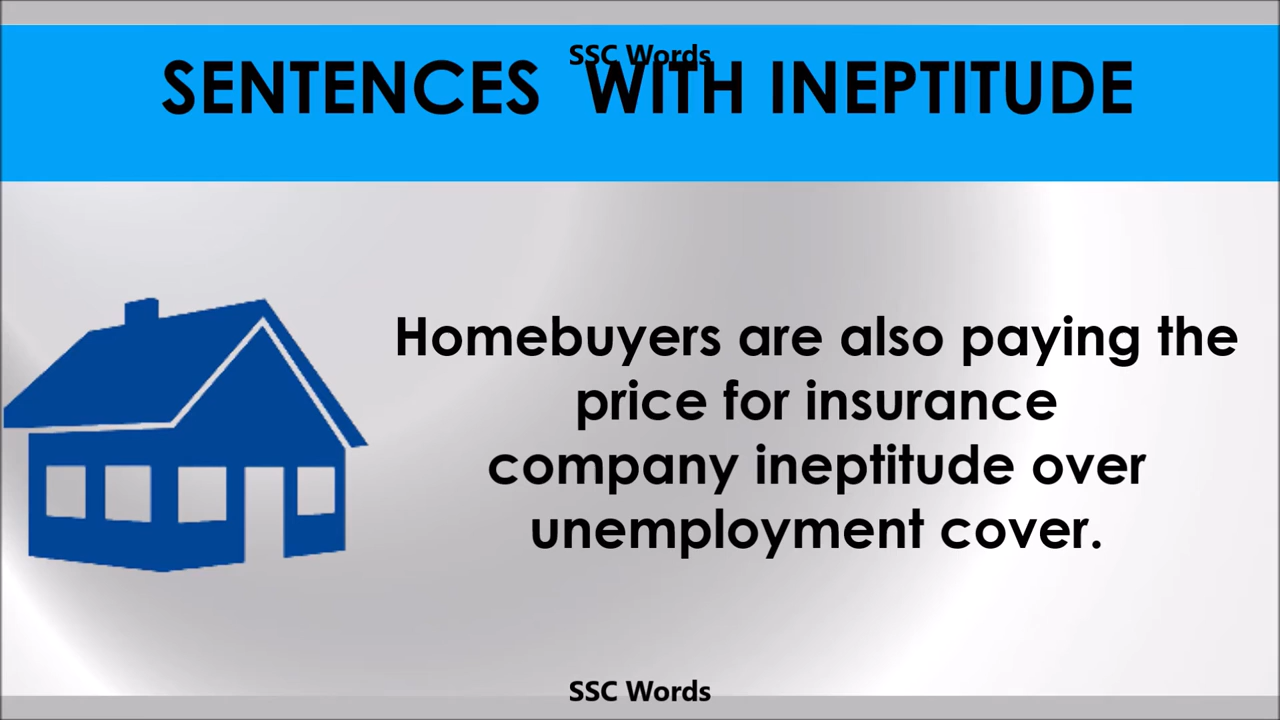 SSC Words
SENTENCES WITH INEPTITUDE
Homebuyers are also paying the
price for insurance
company ineptitude over
unemployment cover.
SSC Words